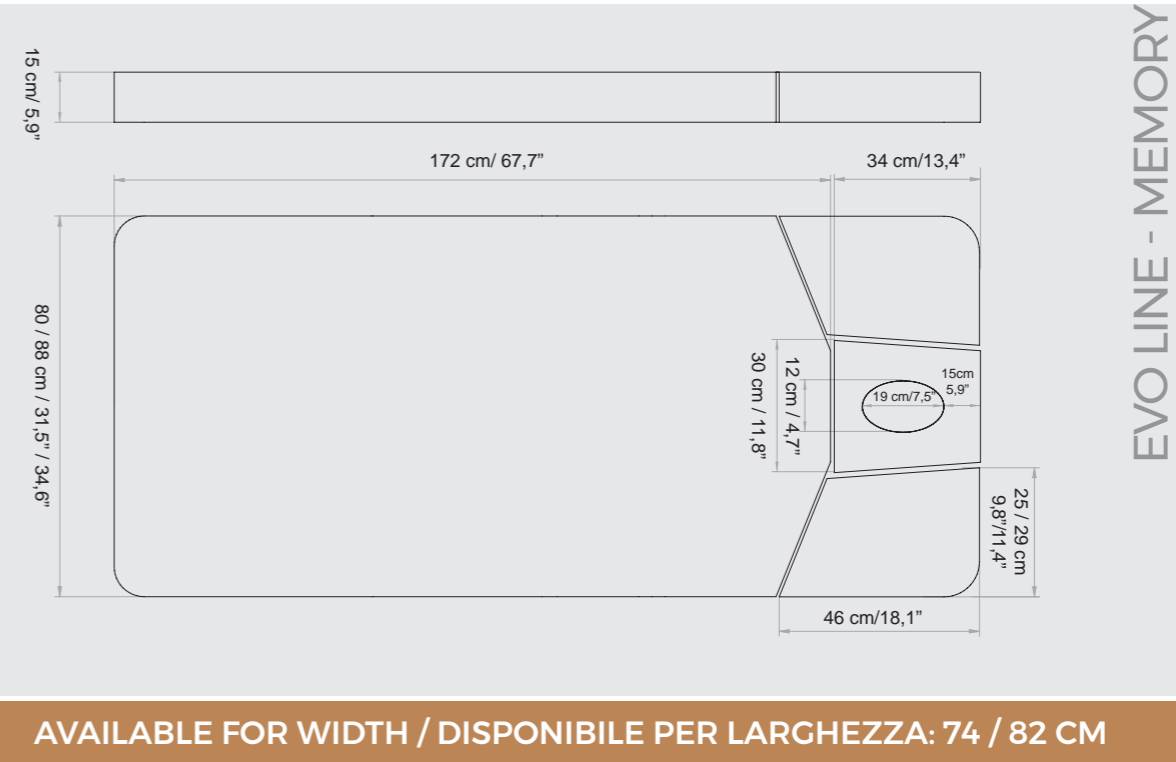 EVO LINE - MEMORY
15 cm/ 5,9”
172 cm/ 67,7”
34 cm/13,4”
80 / 88 cm / 31,5” / 34,6”
30 cm / 11,8”
12 cm / 4,7”
19 cm/7,5”
15cm
5,9”
25 / 29 cm
9,8”/11,4”
46 cm/18,1”
AVAILABLE FOR WIDTH / DISPONIBILE PER LARGHEZZA: 74 / 82 CM